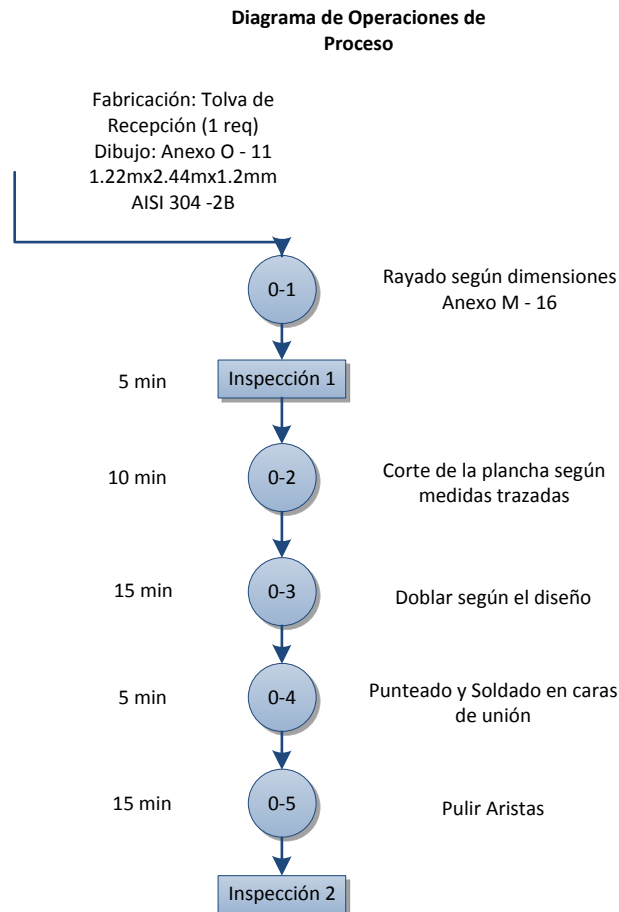 Diagrama de Operaciones de
Proceso
Fabricación: Tolva de
Recepción (1 req)
Dibujo: Anexo O - 11
1.22mx2.44mx1.2mm
AISI 304 -2B
0-1
Rayado según dimensiones
Anexo M - 16
5 min
Inspección 1
10 min
0-2
Corte de la plancha según
medidas trazadas
15 min
0-3
Doblar según el diseño
5 min
0-4
Punteado y Soldado en caras
de unión
15 min
0-5
Pulir Aristas
Inspección 2